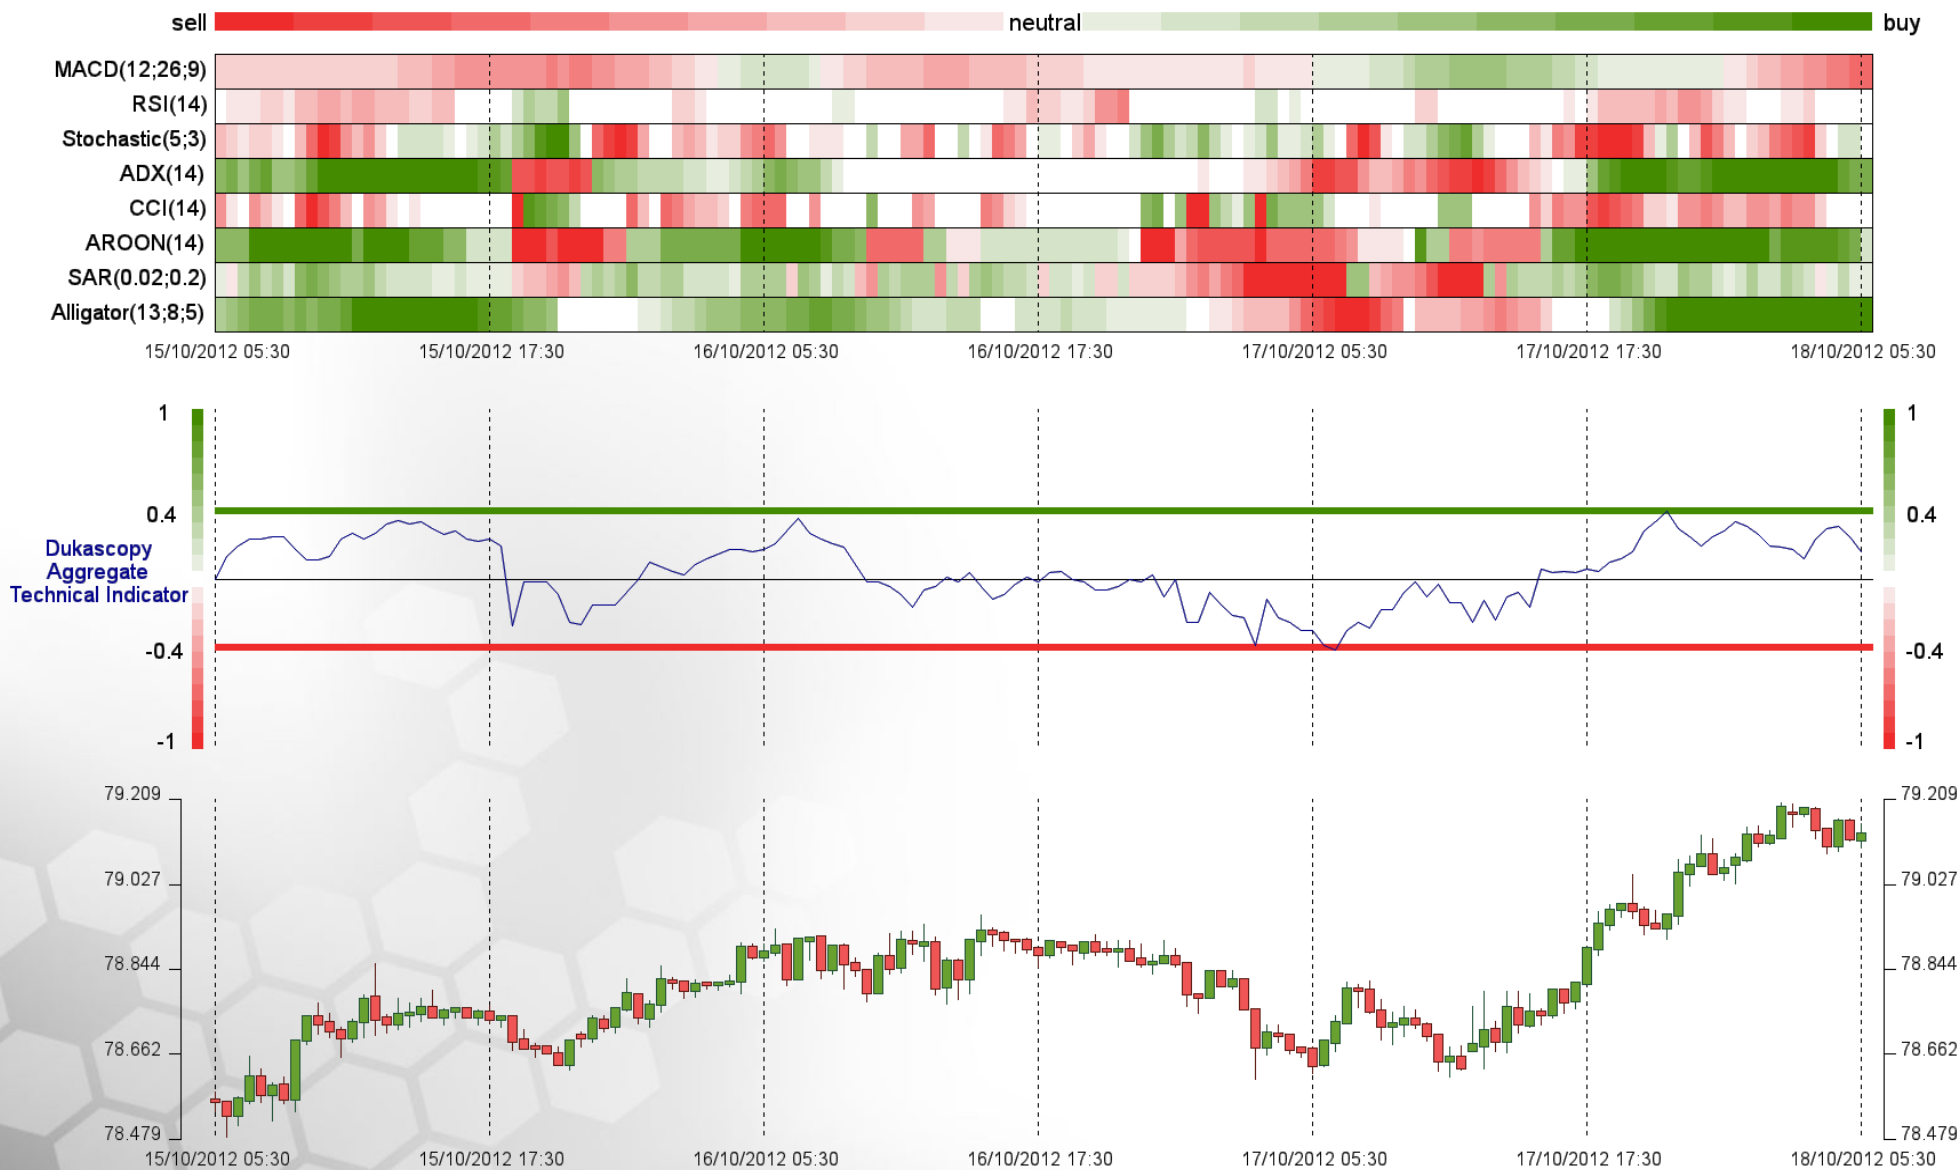 sell neutral buy
MACD(12;26;9)
RSI(14)
Stochastic(5;3)
ADX(14)
CCI(14)
AROON(14)
SAR(0.02;0.2)
Alligator(13;8;5)
15/10/2012 05:30 15/10/2012 17:30 16/10/2012 05:30 16/10/2012 17:30 17/10/2012 05:30 17/10/2012 17:30 18/10/2012 05:30
1 1
0.4 0.4
Dukascopy
Aggregate
Technical Indicator
-0.4 -0.4
-1 -1
79.209 79.209
79.027 79.027
78.844 78.844
78.662 78.662
78.479 78.479
15/10/2012 05:30 15/10/2012 17:30 16/10/2012 05:30 16/10/2012 17:30 17/10/2012 05:30 17/10/2012 17:30 18/10/2012 05:30